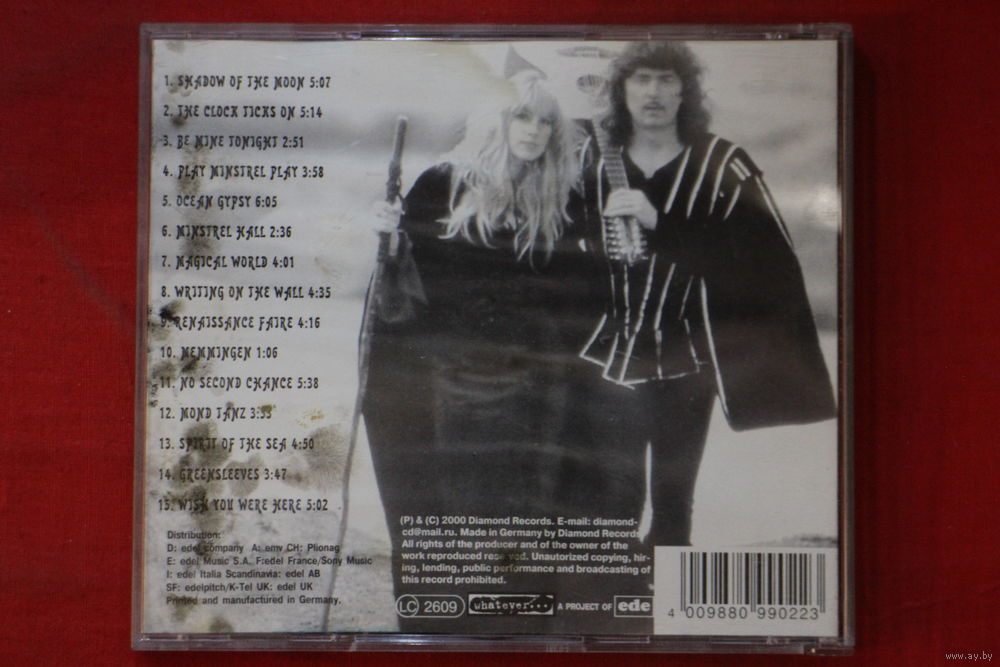 1. SHADOW OF THE MOON 5:07
2. THE CLOCK TICKS ON 5:14
3. BE MINE TONIGHT 2:51
4. PLAY MINSTREL PLAY 3:58
5. OCEAN GYPSY 6:05
6. MINSTREL HALL 2:36
7. MAGICAL WORLD 4:01
8. WRITING ON THE WALL 4:35
9. RENAISSANCE FAIRE 4:16
10. MEMMINGEN 1:06
11. NO SECOND CHANCE 5:38
12. MOND TANZ 3:33
13. SPIRIT OF THE SEA 4:50
14. GREENSLEEVES 3:47
15. WISH YOU WERE HERE 5:02
Distribution:
D: edel company A: emv CH: Plionag
E: edel Music S.A. F:edel France/Sony Music
I: edel Italia Scandinavia: edel AB
SF: edelpitch/K-Tel UK: edel UK
Printed and manufactured in Germany.
(P) & (C) 2000 Diamond Records. E-mail: diamond-
cd@mail.ru. Made in Germany by Diamond Records
All rights of the producer and of the owner of the
work reproduced reserved. Unautorized copying, hir-
ing, lending, public performance and broadcasting of
this record prohibited.
LC 2609 whatever... A PROJECT OF ede
4 009880 990223
www.ay.by